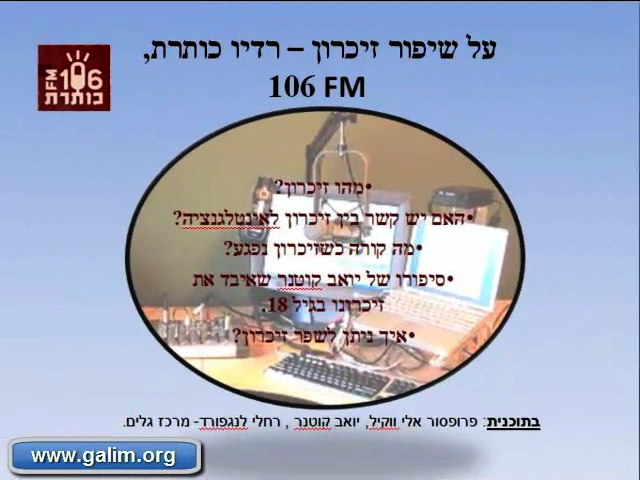 על שיפור זיכרון – רדיו כותרת,
106 FM
106 FM
כותרת
•מהו זיכרון?
•האם יש קשר בין זיכרון לאינטלגנציה?
•מה קורה כשזיכרון נפגע?
•סיפורו של יואב קוטנר שאיבד את
זיכרונו בגיל 18.
•איך ניתן לשפר זיכרון?
בתוכנית: פרופסור אלי ווקיל, יואב קוטנר , רחלי לנגפורד- מרכז גלים.
www.galim.org